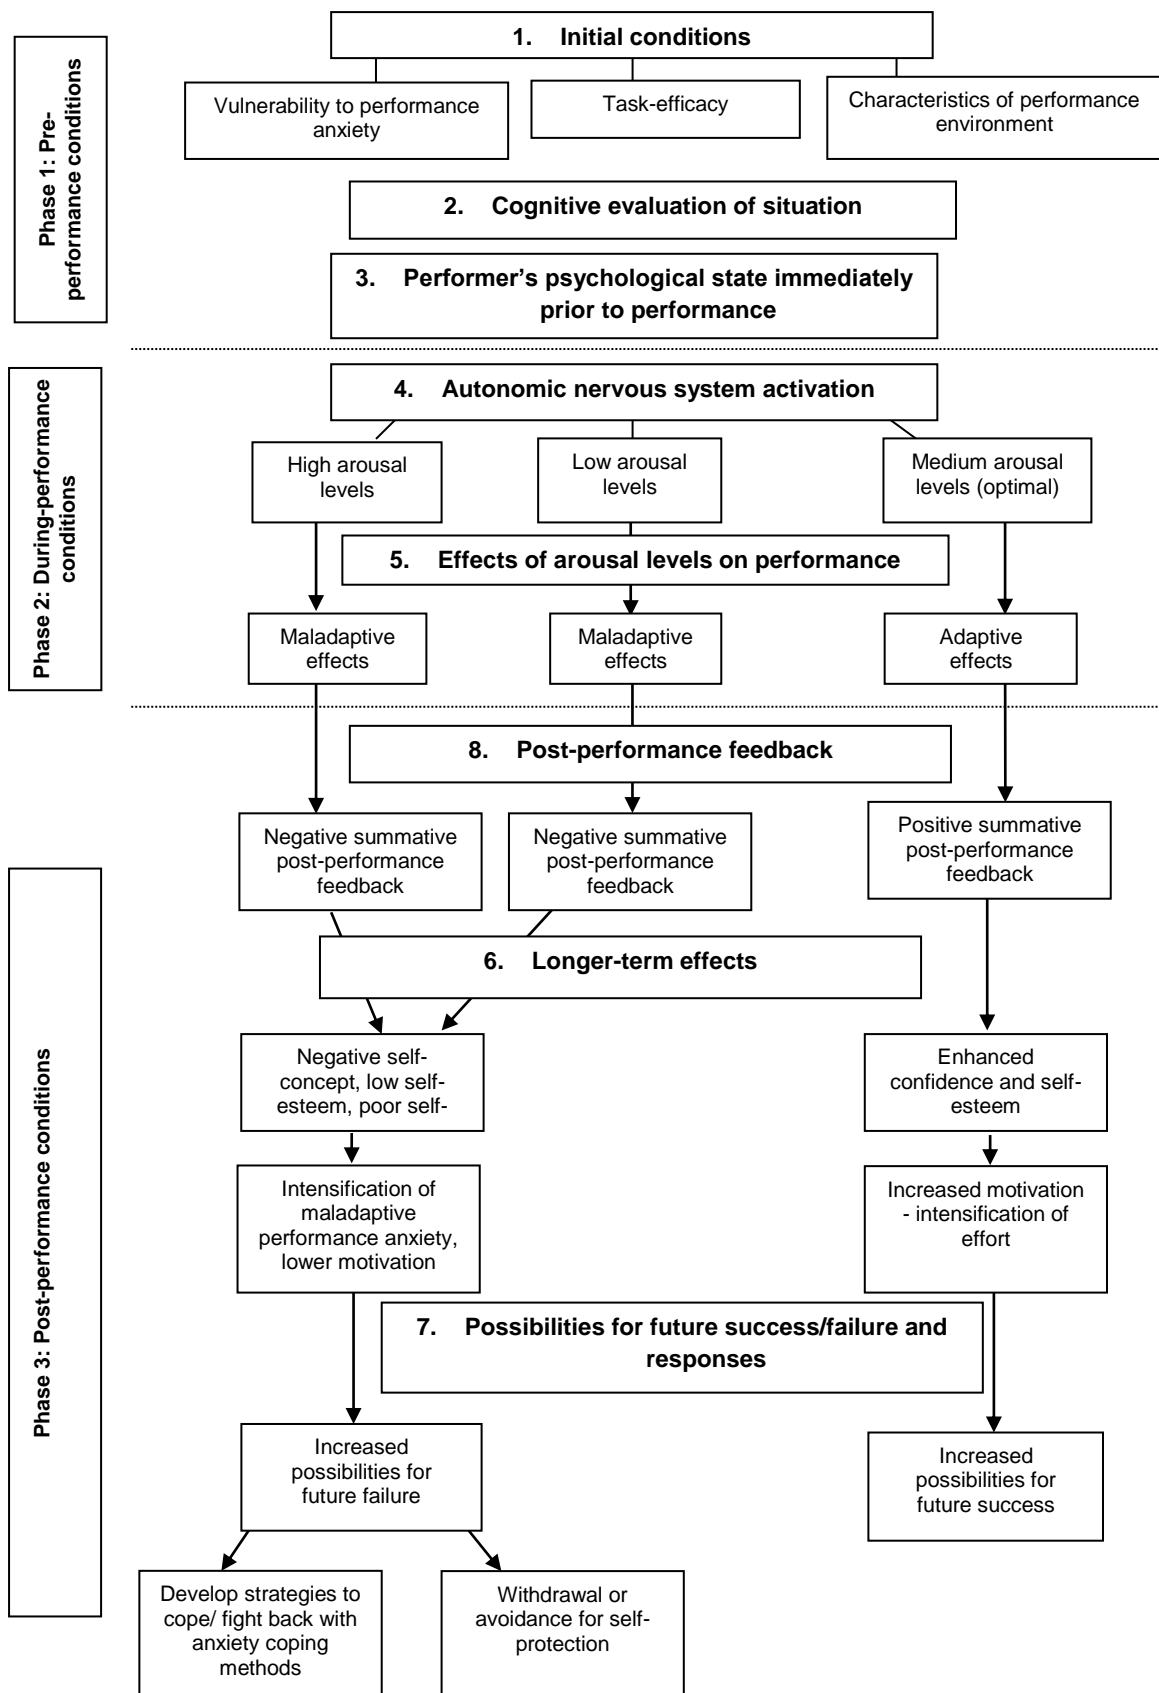 Phase 1: Pre-
performance conditions
1. Initial conditions
Vulnerability to performance
anxiety
Task-efficacy
Characteristics of performance
environment
2. Cognitive evaluation of situation
3. Performer’s psychological state immediately
prior to performance
Phase 2: During-performance
conditions
4. Autonomic nervous system activation
High arousal
levels
Low arousal
levels
Medium arousal
levels (optimal)
5. Effects of arousal levels on performance
Maladaptive
effects
Maladaptive
effects
Adaptive
effects
Phase 3: Post-performance conditions
8. Post-performance feedback
Negative summative
post-performance
feedback
Negative summative
post-performance
feedback
Positive summative
post-performance
feedback
6. Longer-term effects
Negative self-
concept, low self-
esteem, poor self-
Enhanced
confidence and self-
esteem
Intensification of
maladaptive
performance anxiety,
lower motivation
Increased motivation
- intensification of
effort
7. Possibilities for future success/failure and
responses
Increased
possibilities for
future failure
Increased
possibilities for
future success
Develop strategies to
cope/ fight back with
anxiety coping
methods
Withdrawal or
avoidance for self-
protection